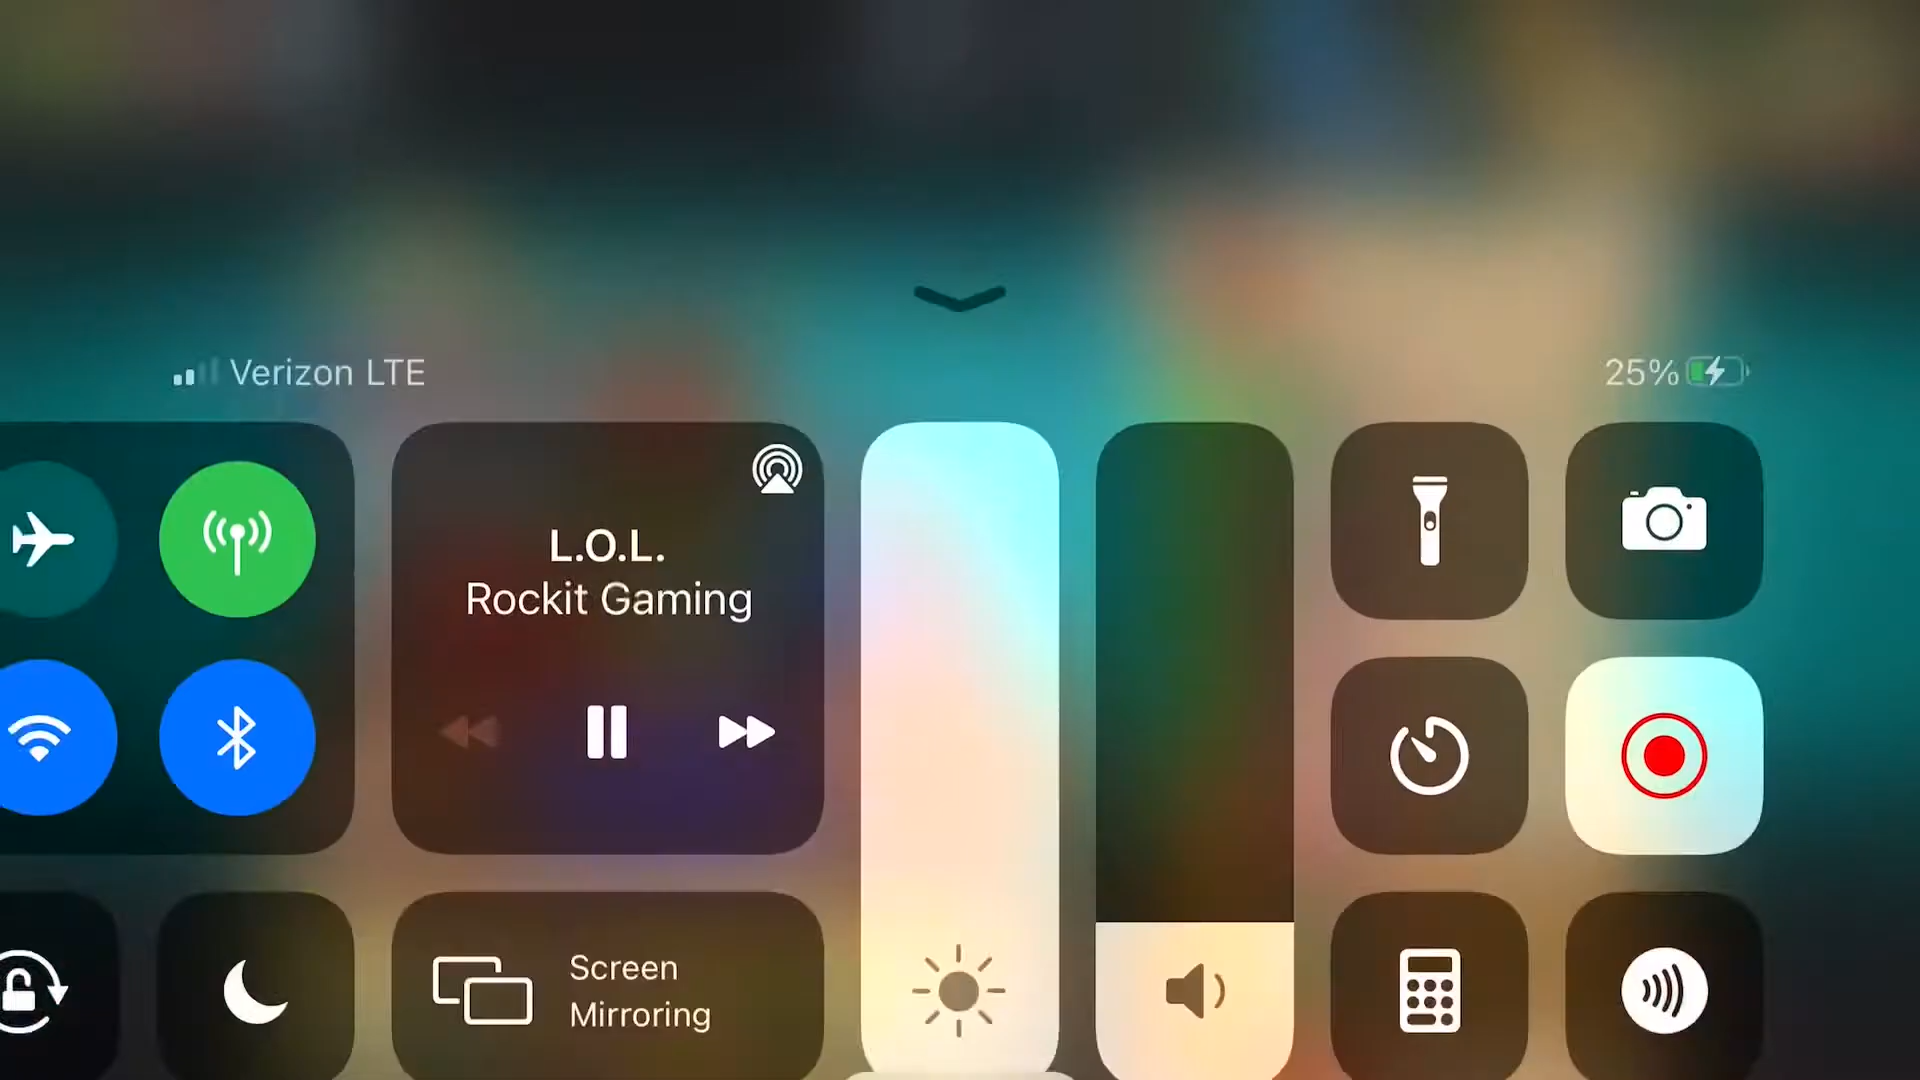 Verizon LTE
25%
L.O.L.
Rockit Gaming
Screen
Mirroring